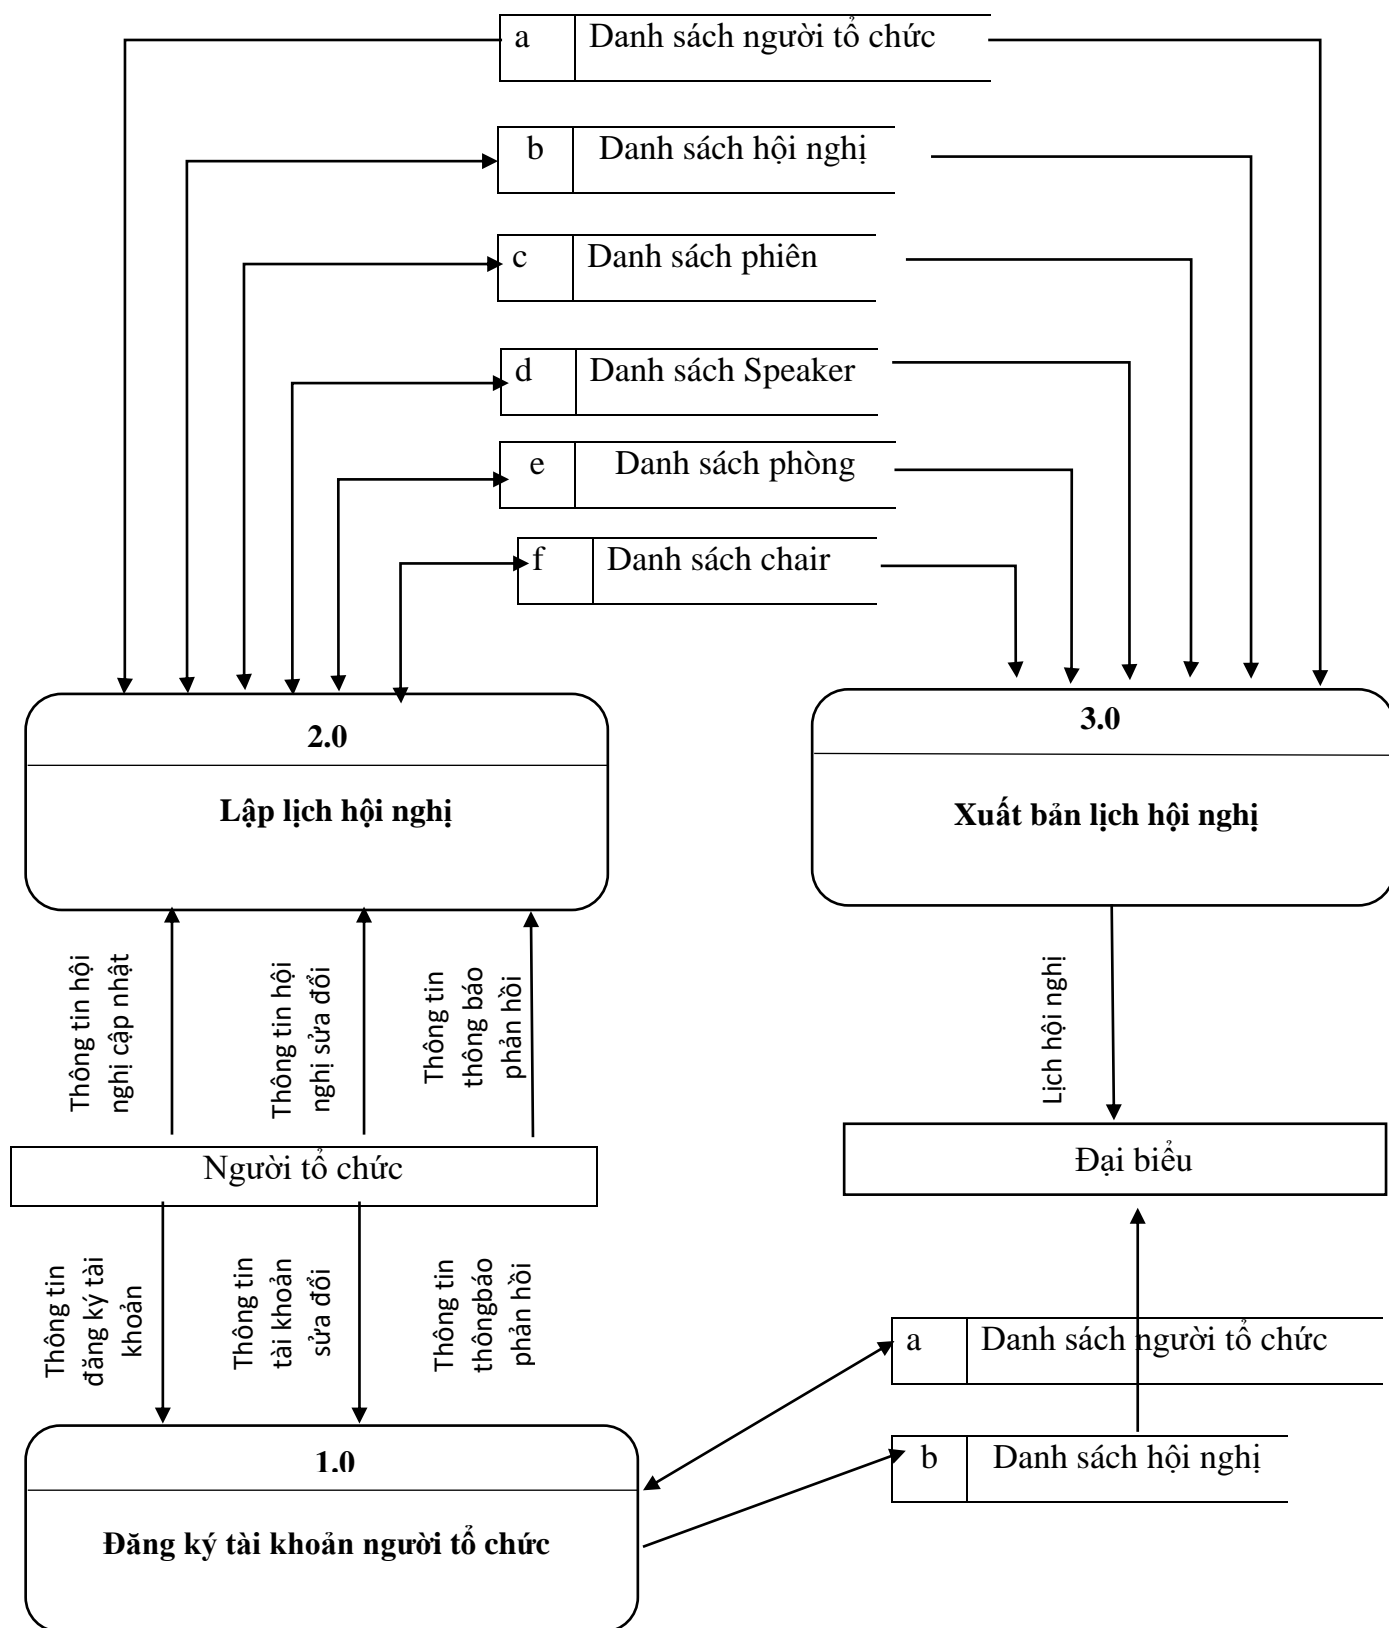 a Danh sách người tổ chức
b Danh sách hội nghị
c Danh sách phiên
d Danh sách Speaker
e Danh sách phòng
f Danh sách chair
2.0
Lập lịch hội nghị
3.0
Xuất bản lịch hội nghị
Thông tin hội
nghị cập nhật
Thông tin hội
nghị sửa đổi
Thông tin
thông báo
phản hồi
Lịch hội nghị
Người tổ chức
Đại biểu
Thông tin
đăng ký tài
khoản
Thông tin
tài khoản
sửa đổi
Thông tin
thôngbáo
phản hồi
a Danh sách người tổ chức
b Danh sách hội nghị
1.0
Đăng ký tài khoản người tổ chức